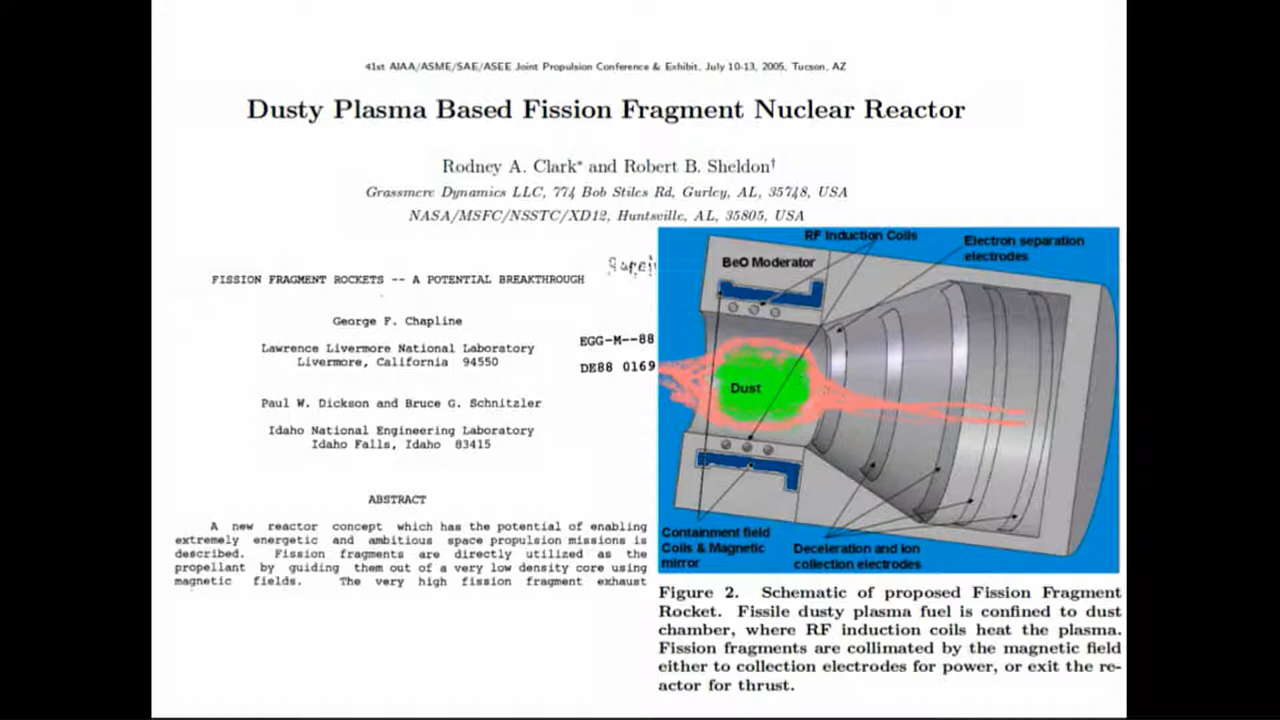 41st AIAA/ASME/SAE/ASEE Joint Propulsion Conference & Exhibit, July 10-13, 2005, Tucson, AZ
Dusty Plasma Based Fission Fragment Nuclear Reactor
Rodney A. Clark* and Robert B. Sheldon†
Grassmere Dynamics LLC, 774 Bob Stiles Rd, Gurley, AL, 35748, USA
NASA/MSFC/NSSTC/XD12, Huntsville, AL, 35805, USA
FISSION FRAGMENT ROCKETS -- A POTENTIAL BREAKTHROUGH
George F. Chapline
Lawrence Livermore National Laboratory
Livermore, California 94550
Paul W. Dickson and Bruce G. Schnitzler
Idaho National Engineering Laboratory
Idaho Falls, Idaho 83415
EGG-M--88
DE88 0169
ABSTRACT
A new reactor concept which has the potential of enabling
extremely energetic and ambitious space propulsion missions is
described. Fission fragments are directly utilized as the
propellant by guiding them out of a very low density core using
magnetic fields. The very high fission fragment exhaust
RF Induction Coils
Electron separation
electrodes
BeO Moderator
Dust
Containment field
Coils & Magnetic
mirror
Deceleration and ion
collection electrodes
Figure 2. Schematic of proposed Fission Fragment
Rocket. Fissile dusty plasma fuel is confined to dust
chamber, where RF induction coils heat the plasma.
Fission fragments are collimated by the magnetic field
either to collection electrodes for power, or exit the re-
actor for thrust.